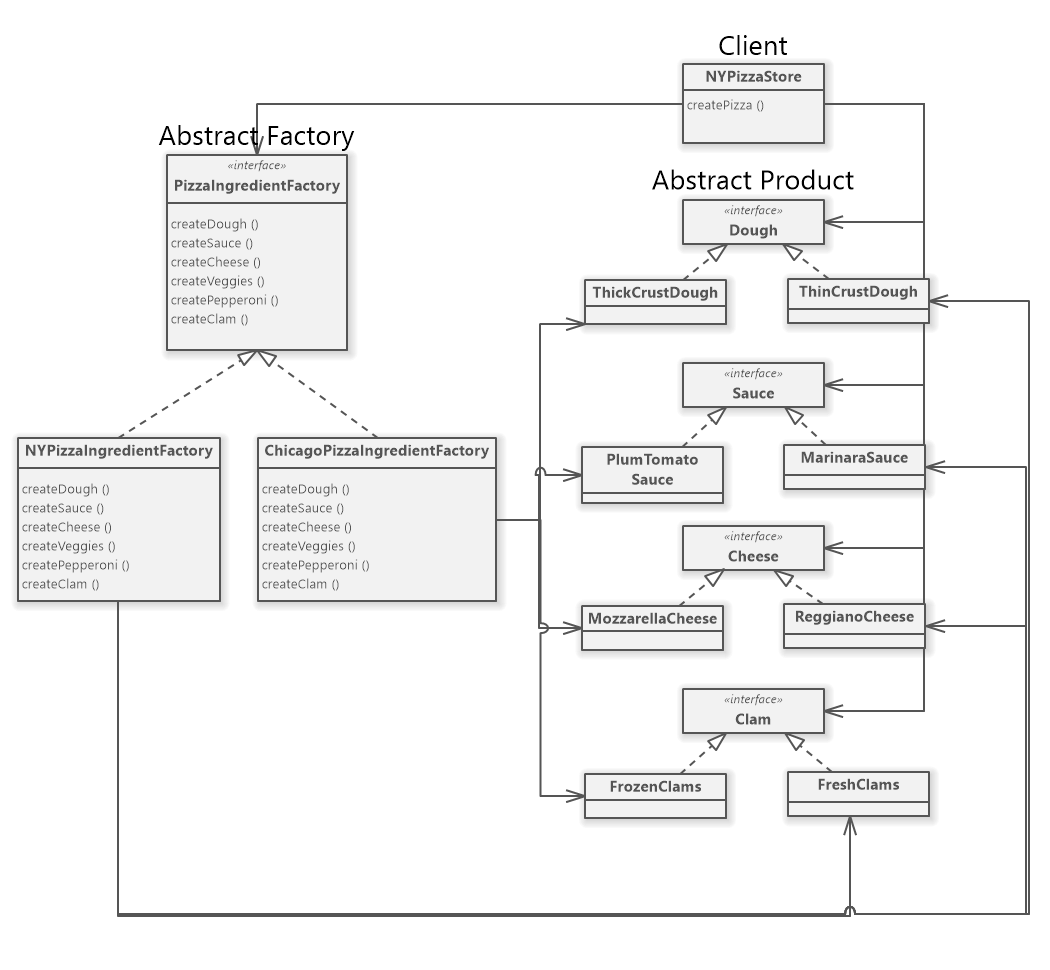 Client
NYPizzaStore
createPizza ()
Abstract Factory
«interface»
PizzaIngredientFactory
createDough ()
createSauce ()
createCheese ()
createVeggies ()
createPepperoni ()
createClam ()
Abstract Product
«interface»
Dough
ThickCrustDough
ThinCrustDough
«interface»
Sauce
PlumTomato
Sauce
MarinaraSauce
NYPizzaIngredientFactory
createDough ()
createSauce ()
createCheese ()
createVeggies ()
createPepperoni ()
createClam ()
ChicagoPizzaIngredientFactory
createDough ()
createSauce ()
createCheese ()
createVeggies ()
createPepperoni ()
createClam ()
«interface»
Cheese
MozzarellaCheese
ReggianoCheese
«interface»
Clam
FrozenClams
FreshClams